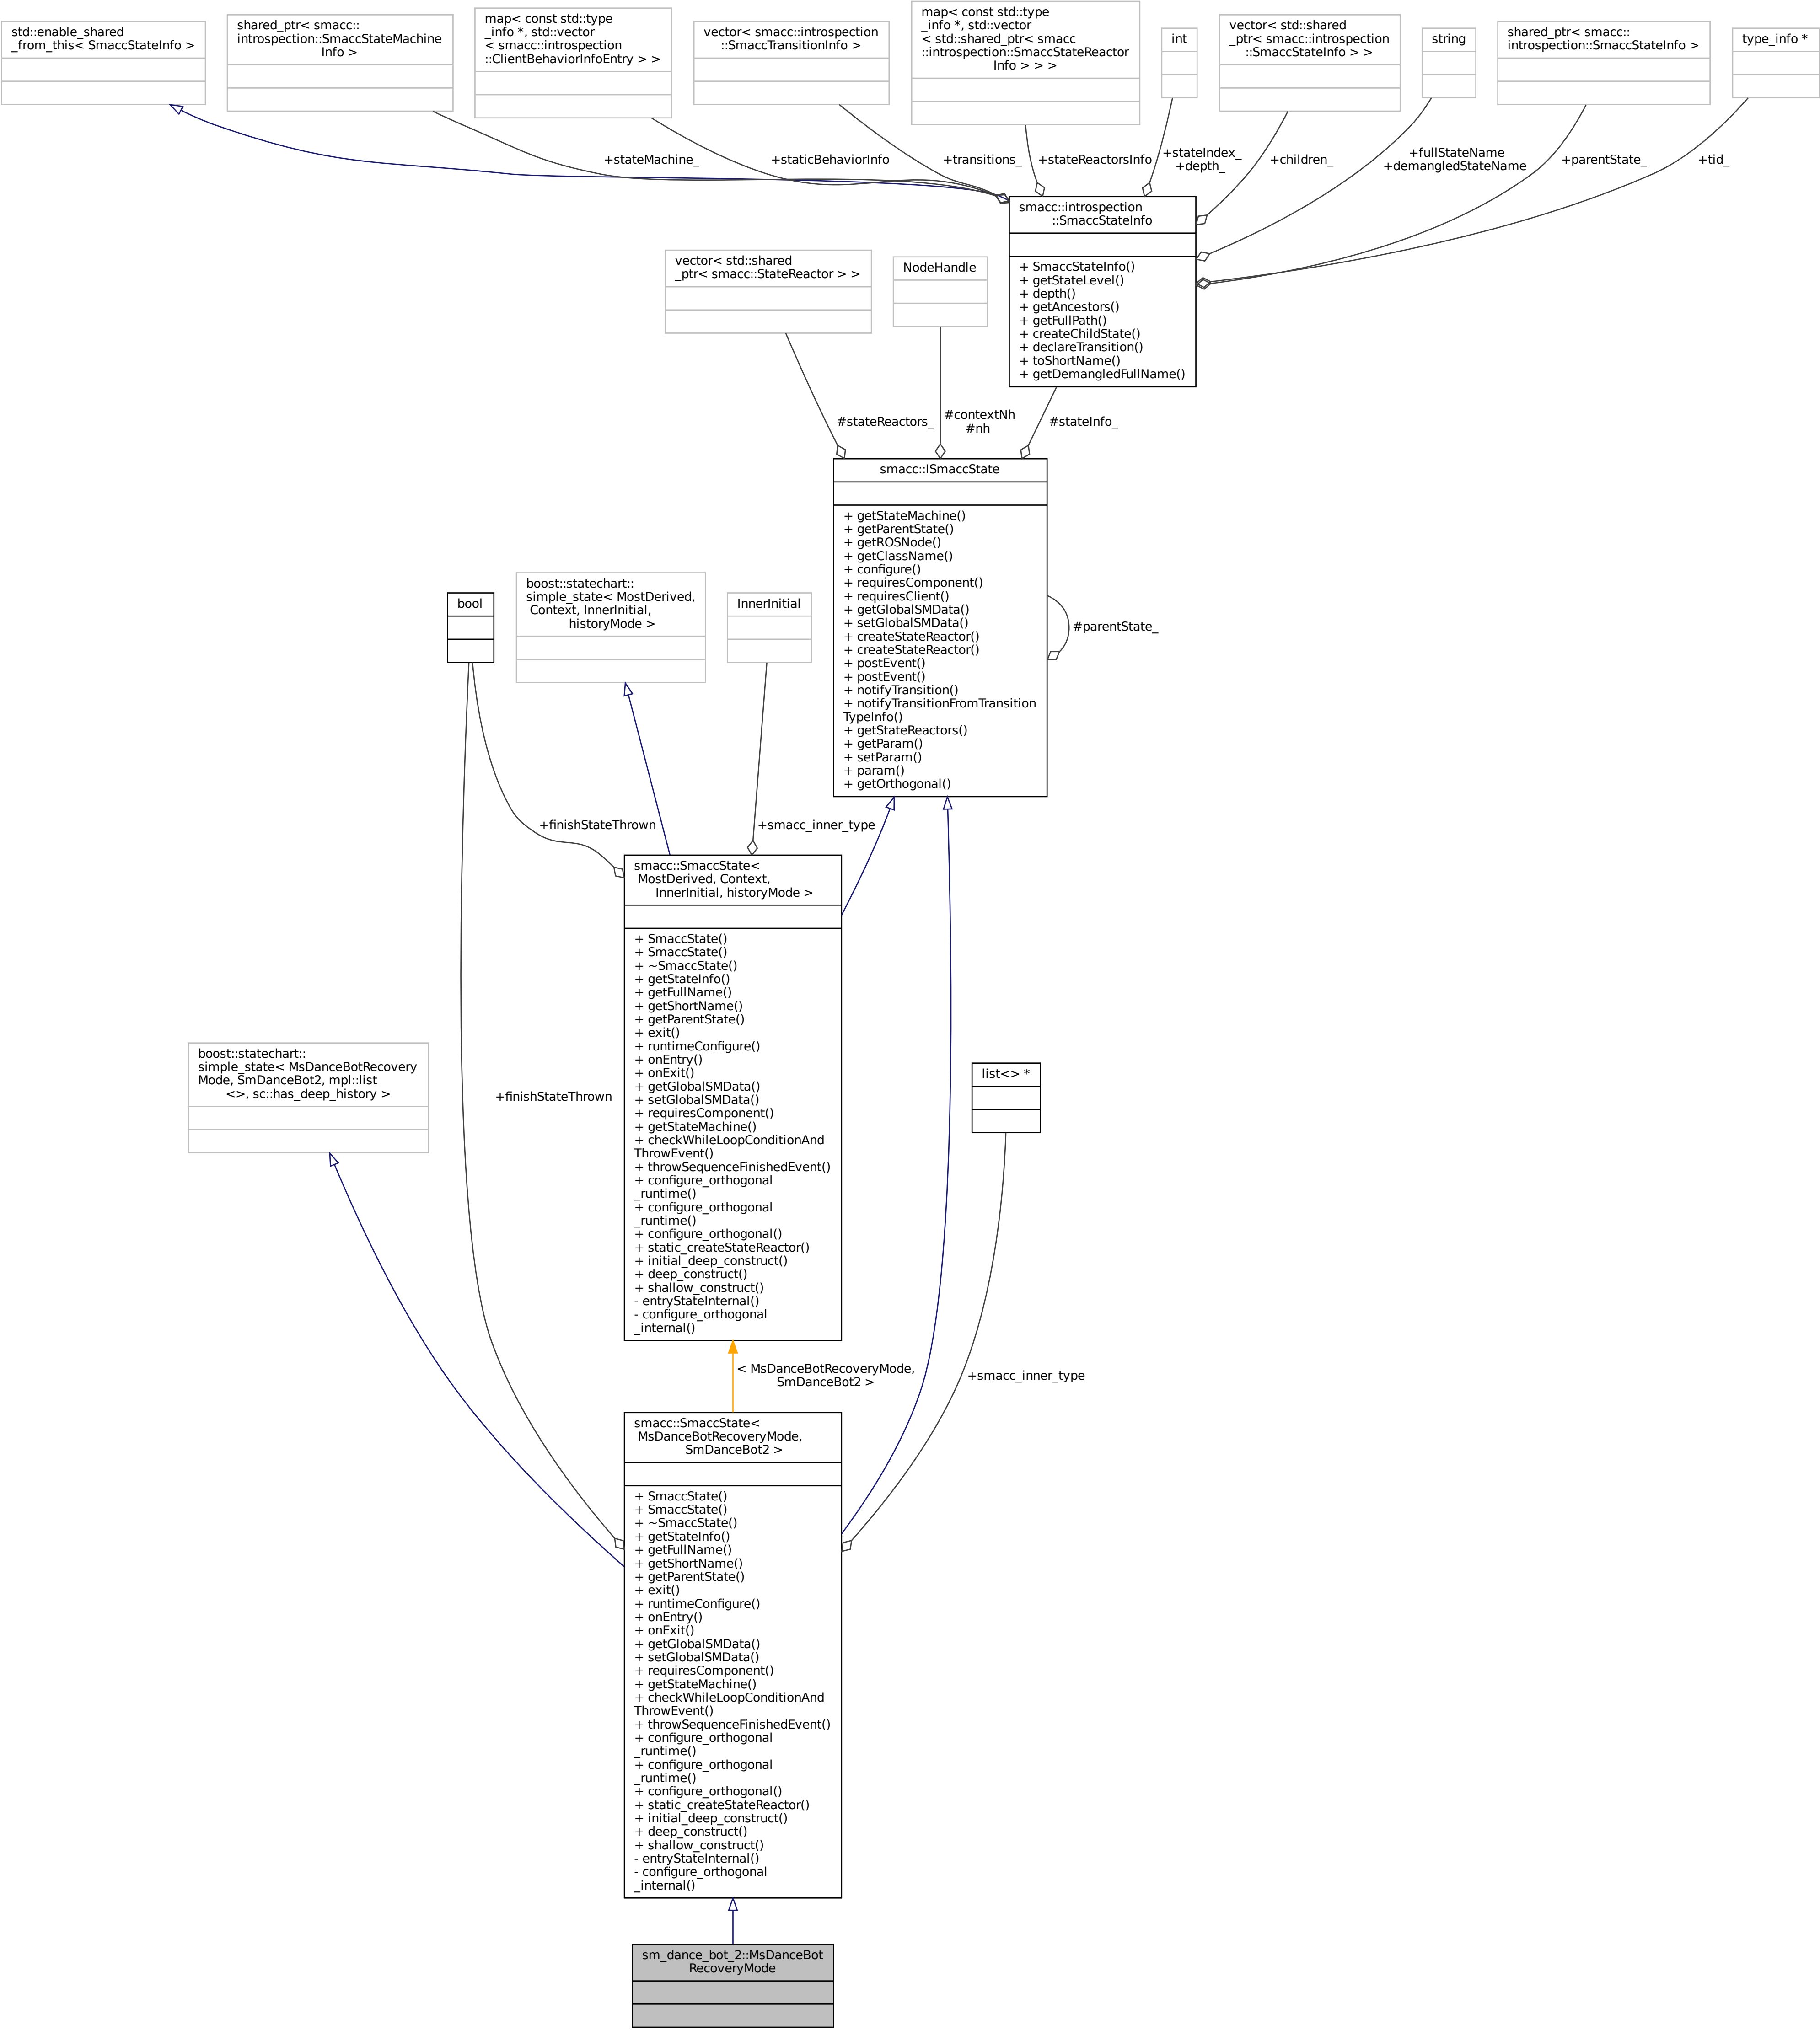 std::enable_shared
_from_this< SmaccStateInfo >
shared_ptr< smacc::
introspection::SmaccStateMachine
Info >
map< const std::type
_info *, std::vector
< smacc::introspection
::ClientBehaviorInfoEntry > >
vector< smacc::introspection
::SmaccTransitionInfo >
map< const std::type
_info *, std::vector
< std::shared_ptr< smacc
::introspection::SmaccStateReactor
Info > > >
int
vector< std::shared
_ptr< smacc::introspection
::SmaccStateInfo > >
string
shared_ptr< smacc::
introspection::SmaccStateInfo >
type_info *
+stateMachine_
+staticBehaviorInfo
+transitions_
+stateReactorsInfo
+stateIndex_
+depth_
+children_
+fullStateName
+demangledStateName
+parentState_
+tid_
smacc::introspection
::SmaccStateInfo
+ SmaccStateInfo()
+ getStateLevel()
+ depth()
+ getAncestors()
+ getFullPath()
+ createChildState()
+ declareTransition()
+ toShortName()
+ getDemangledFullName()
vector< std::shared
_ptr< smacc::StateReactor > >
NodeHandle
#stateReactors_
#contextNh
#nh
#stateInfo_
smacc::ISmaccState
+ getStateMachine()
+ getParentState()
+ getROSNode()
+ getClassName()
+ configure()
+ requiresComponent()
+ requiresClient()
+ getGlobalSMData()
+ setGlobalSMData()
+ createStateReactor()
+ createStateReactor()
+ postEvent()
+ postEvent()
+ notifyTransition()
+ notifyTransitionFromTransition
TypeInfo()
+ getStateReactors()
+ getParam()
+ setParam()
+ param()
+ getOrthogonal()
#parentState_
bool
boost::statechart::
simple_state< MostDerived,
Context, InnerInitial,
historyMode >
InnerInitial
+finishStateThrown
+smacc_inner_type
smacc::SmaccState<
MostDerived, Context,
InnerInitial, historyMode >
+ SmaccState()
+ SmaccState()
+ ~SmaccState()
+ getStateInfo()
+ getFullName()
+ getShortName()
+ getParentState()
+ exit()
+ runtimeConfigure()
+ onEntry()
+ onExit()
+ getGlobalSMData()
+ setGlobalSMData()
+ requiresComponent()
+ getStateMachine()
+ checkWhileLoopConditionAnd
ThrowEvent()
+ throwSequenceFinishedEvent()
+ configure_orthogonal
_runtime()
+ configure_orthogonal
_runtime()
+ configure_orthogonal()
+ static_createStateReactor()
+ initial_deep_construct()
+ deep_construct()
+ shallow_construct()
- entryStateInternal()
- configure_orthogonal
_internal()
boost::statechart::
simple_state< MsDanceBotRecovery
Mode, SmDanceBot2, mpl::list
<>, sc::has_deep_history >
+finishStateThrown
list<> *
< MsDanceBotRecoveryMode,
SmDanceBot2 >
+smacc_inner_type
smacc::SmaccState<
MsDanceBotRecoveryMode,
SmDanceBot2 >
+ SmaccState()
+ SmaccState()
+ ~SmaccState()
+ getStateInfo()
+ getFullName()
+ getShortName()
+ getParentState()
+ exit()
+ runtimeConfigure()
+ onEntry()
+ onExit()
+ getGlobalSMData()
+ setGlobalSMData()
+ requiresComponent()
+ getStateMachine()
+ checkWhileLoopConditionAnd
ThrowEvent()
+ throwSequenceFinishedEvent()
+ configure_orthogonal
_runtime()
+ configure_orthogonal
_runtime()
+ configure_orthogonal()
+ static_createStateReactor()
+ initial_deep_construct()
+ deep_construct()
+ shallow_construct()
- entryStateInternal()
- configure_orthogonal
_internal()
sm_dance_bot_2::MsDanceBot
RecoveryMode